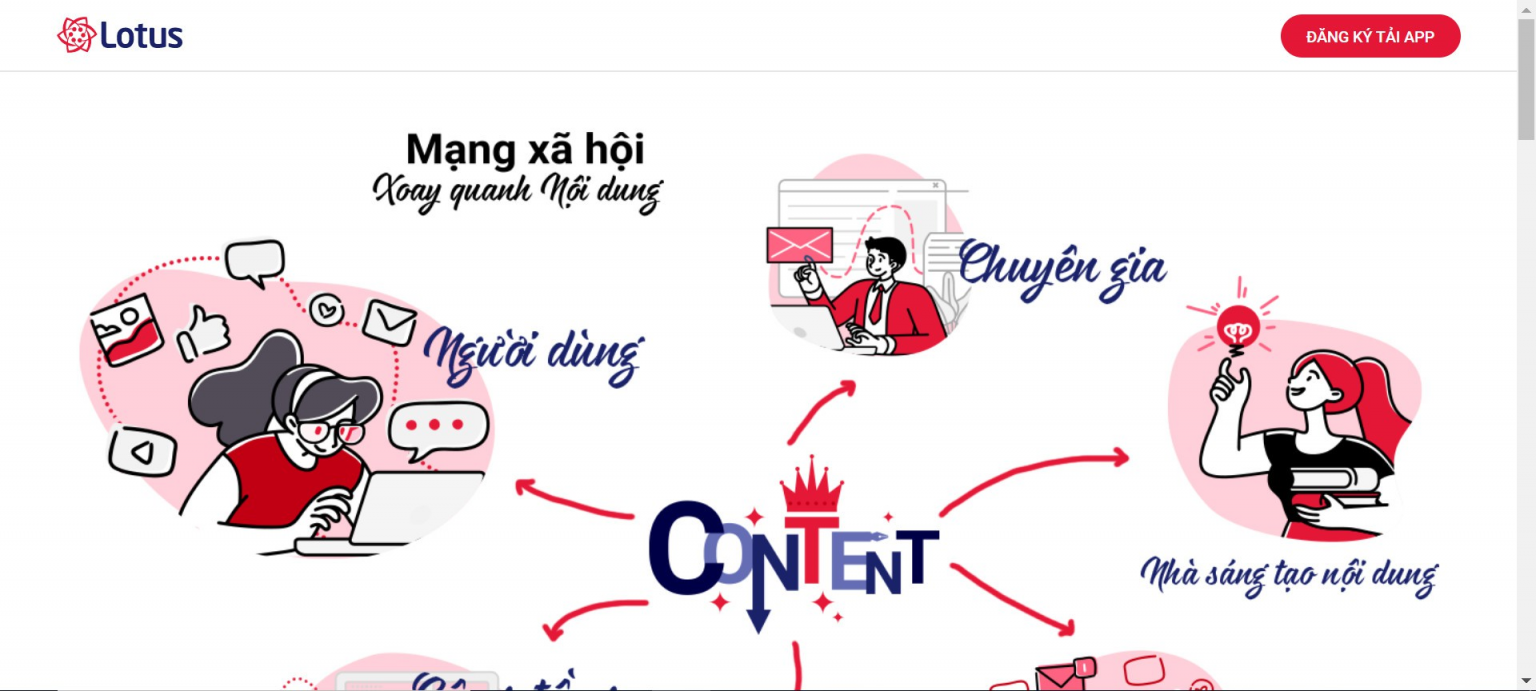 Lotus
ĐĂNG KÝ TẢI APP
Mạng xã hội
Xoay quanh Nội dung
Chuyên gia
Người dùng
CONTENT
Nhà sáng tạo nội dung